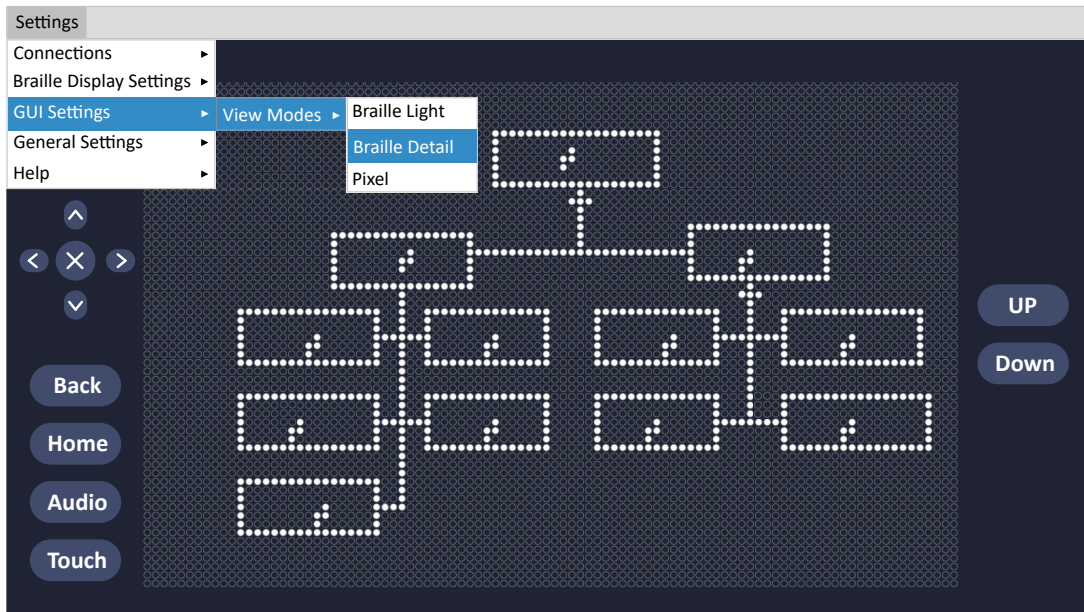 Settings
Connections
Braille Display Settings
GUI Settings
General Settings
Help
View Modes
Braille Light
Braille Detail
Pixel
UP
Down
Back
Home
Audio
Touch